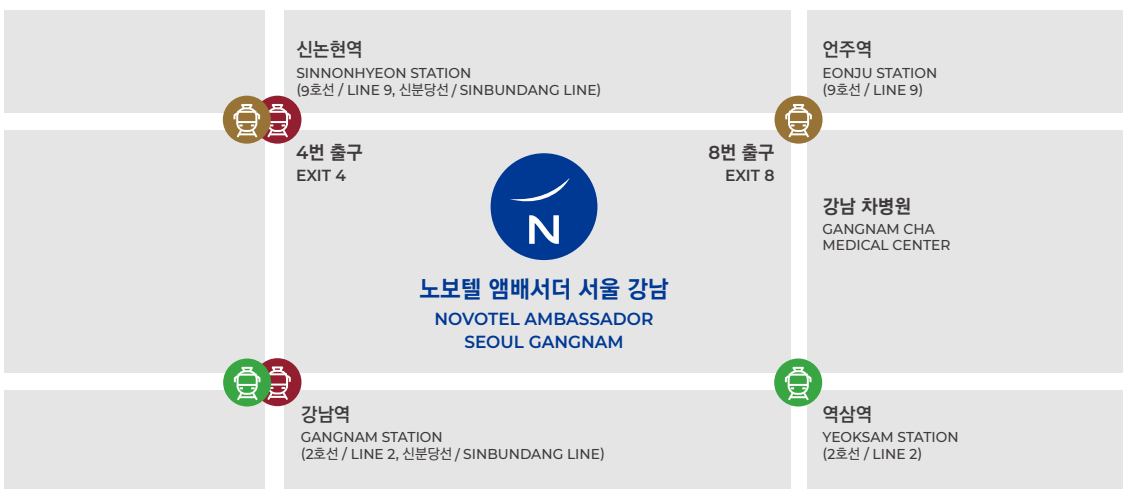 신논현역
SINNONHYEON STATION
(9호선 / LINE 9, 신분당선 / SINBUNDANG LINE)
언주역
EONJU STATION
(9호선 / LINE 9)
4번 출구
EXIT 4
8번 출구
EXIT 8
N
노보텔 앰배서더 서울 강남
NOVOTEL AMBASSADOR
SEOUL GANGNAM
강남 차병원
GANGNAM CHA
MEDICAL CENTER
강남역
GANGNAM STATION
(2호선 / LINE 2, 신분당선 / SINBUNDANG LINE)
역삼역
YEOKSAM STATION
(2호선 / LINE 2)